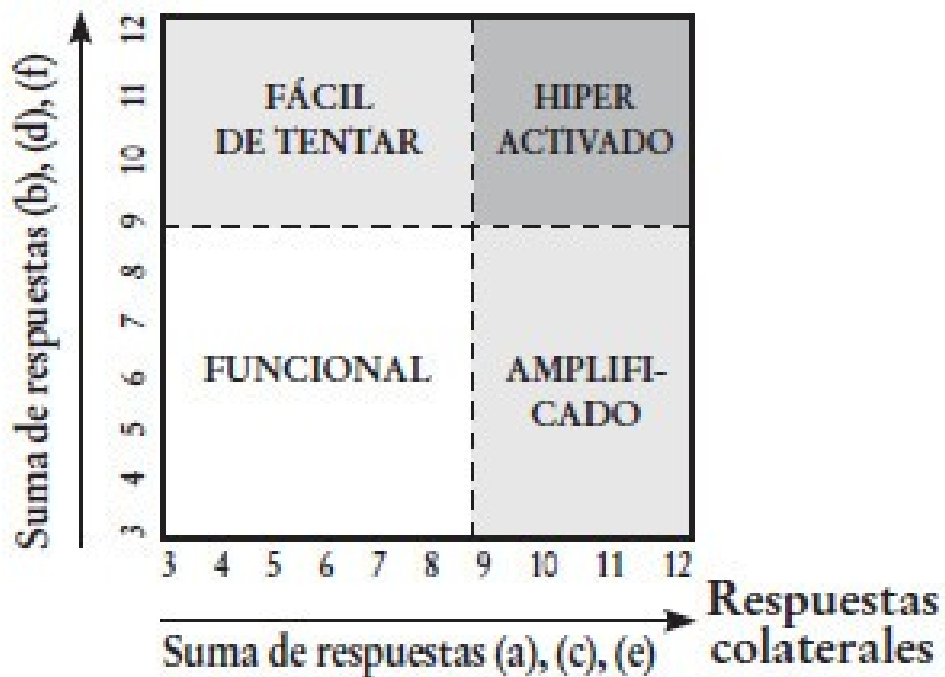 Suma de respuestas (b), (d), (f)
12
11
10
9
8
7
6
5
4
3
FÁCIL
DE TENTAR
HIPER
ACTIVADO
FUNCIONAL
AMPLIFI-
CADO
3 4 5 6 7 8 9 10 11 12
Suma de respuestas (a), (c), (e)
Respuestas
colaterales